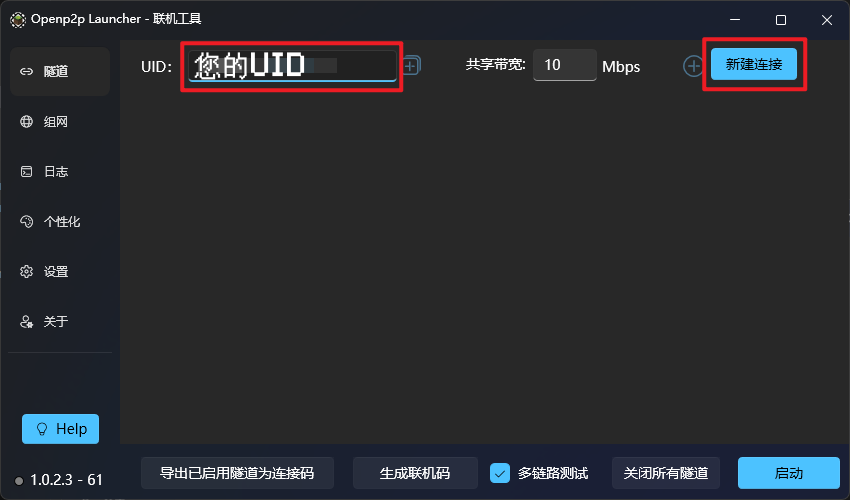 Openp2p Launcher - 联机工具
隧道
UID:
您的UID
共享带宽:
10
Mbps
新建连接
组网
日志
个性化
设置
关于
Help
1.0.2.3 - 61
导出已启用隧道为连接码
生成联机码
多链路测试
关闭所有隧道
启动